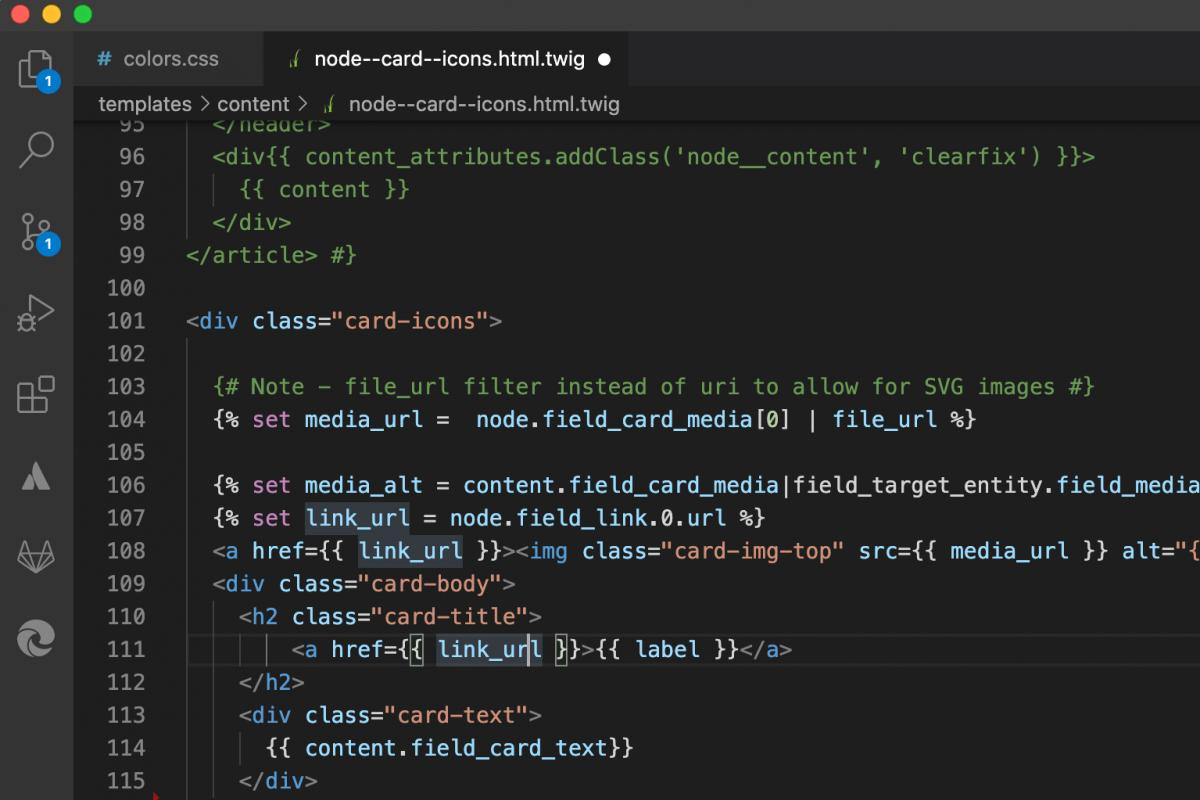 # colors.css node--card--icons.html.twig
templates > content > node--card--icons.html.twig
1
1
95 </header>
96 <div{{ content_attributes.addClass('node__content', 'clearfix') }}>
97 {{ content }}
98 </div>
99 </article> #}
100
101 <div class="card-icons">
102
103 {# Note - file_url filter instead of uri to allow for SVG images #}
104 {% set media_url =  node.field_card_media[0] | file_url %}
105
106 {% set media_alt = content.field_card_media|field_target_entity.field_media
107 {% set link_url = node.field_link.0.url %}
108 <a href={{ link_url }}><img class="card-img-top" src={{ media_url }} alt="{
109 <div class="card-body">
110 <h2 class="card-title">
111 <a href={{ link_url }}>{{ label }}</a>
112 </h2>
113 <div class="card-text">
114 {{ content.field_card_text}}
115 </div>